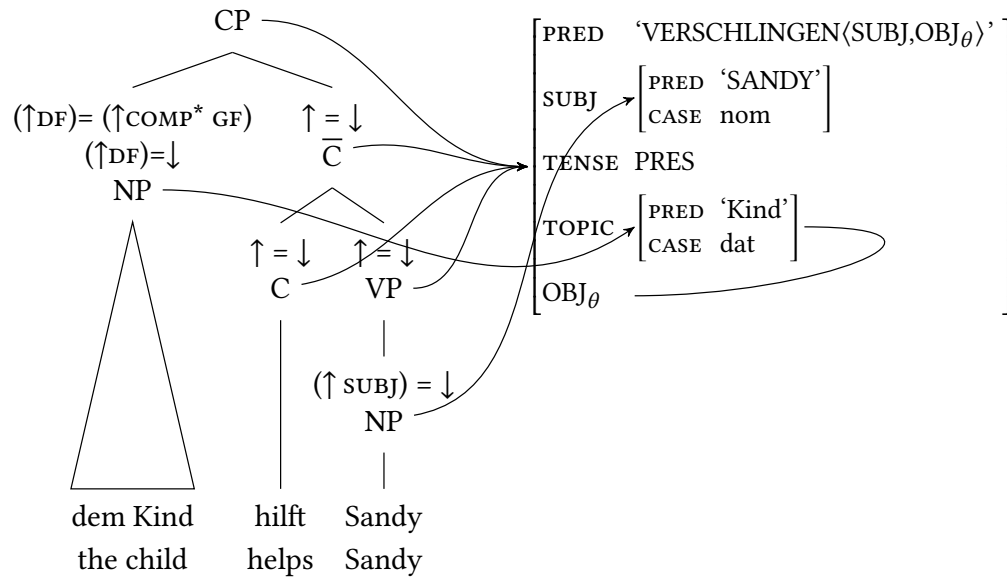 CP
(↑DF)= (↑COMP* GF)
(↑DF)=↓
NP
↑ = ↓
C̅
↑ = ↓
C
↑ = ↓
VP
(↑ SUBJ) = ↓
NP
dem Kind hilft Sandy
the child helps Sandy
PRED ‘VERSCHLINGEN⟨SUBJ,OBJθ⟩’
SUBJ [PRED ‘SANDY’
CASE nom]
TENSE PRES
TOPIC [PRED ‘Kind’
CASE dat]
OBJθ